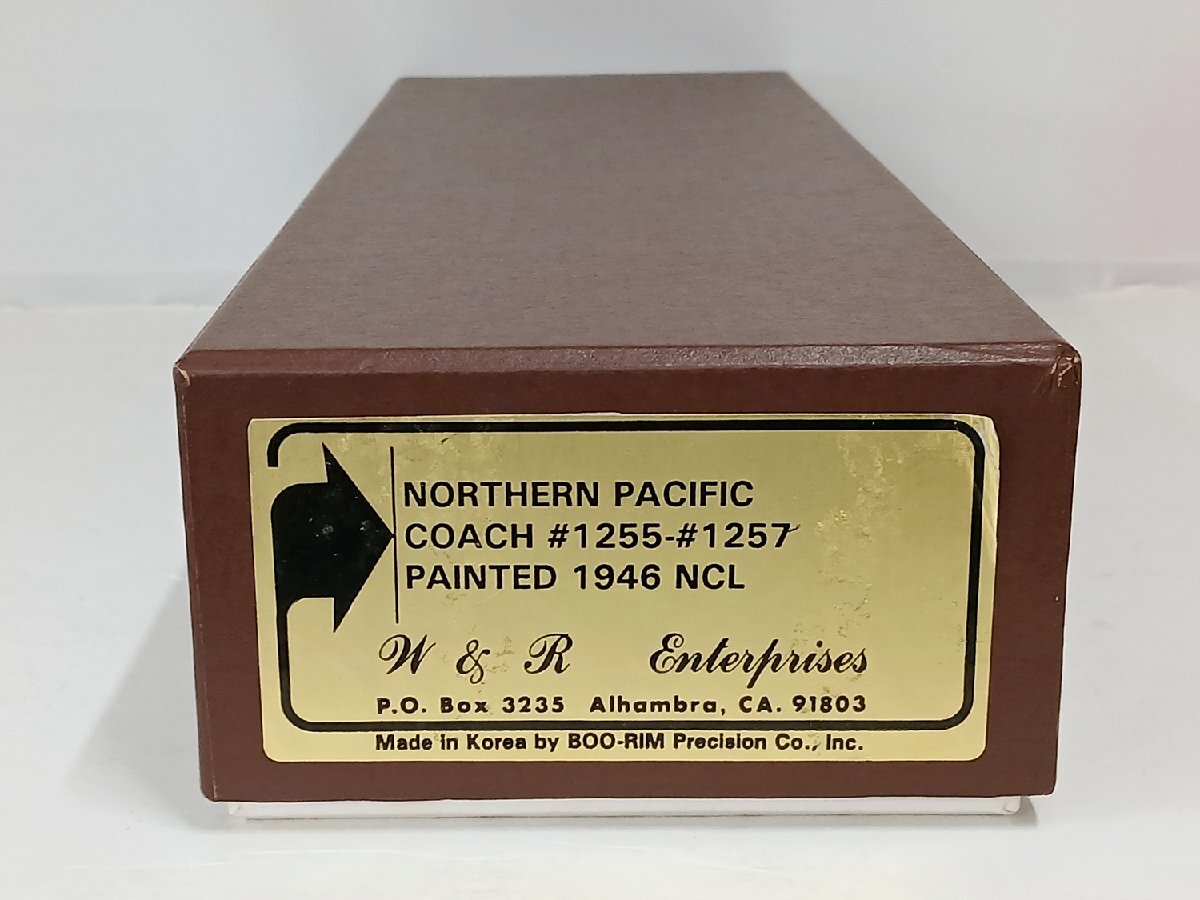 NORTHERN PACIFIC
COACH #1255-#1257
PAINTED 1946 NCL
W & R Enterprises
P.O. Box 3235 Alhambra, CA. 91803
Made in Korea by BOO-RIM Precision Co., Inc.